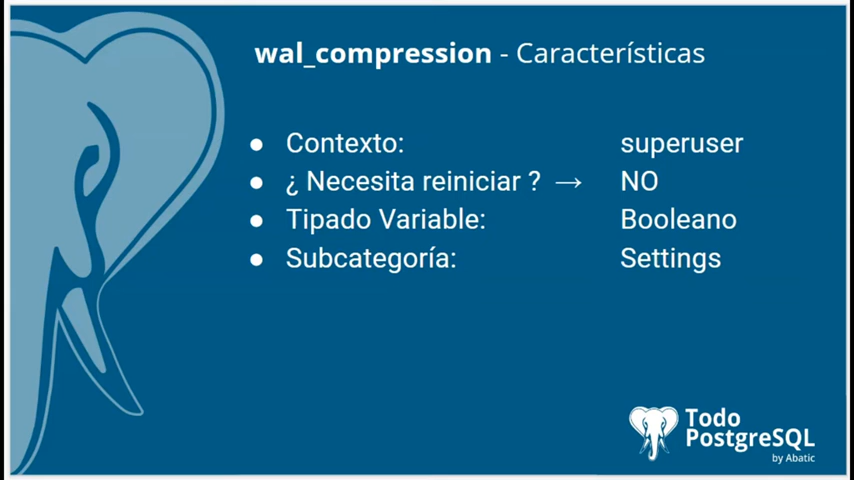 wal_compression - Características
● Contexto: superuser
● ¿ Necesita reiniciar ? → NO
● Tipado Variable: Booleano
● Subcategoría: Settings
Todo
PostgreSQL
by Abatic